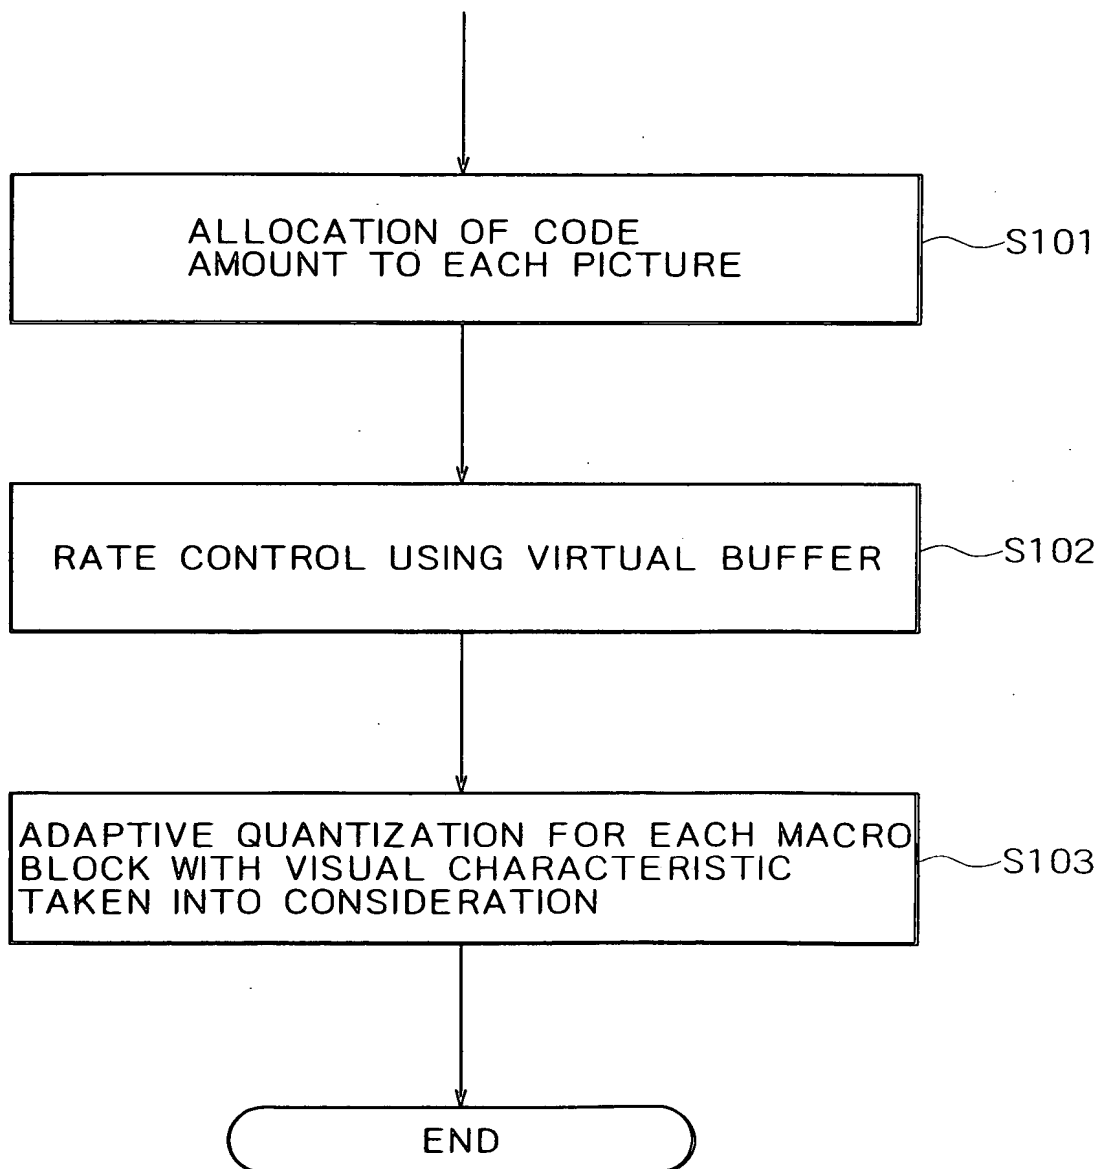 ALLOCATION OF CODE
AMOUNT TO EACH PICTURE
S101
RATE CONTROL USING VIRTUAL BUFFER
S102
ADAPTIVE QUANTIZATION FOR EACH MACRO
BLOCK WITH VISUAL CHARACTERISTIC
TAKEN INTO CONSIDERATION
S103
END